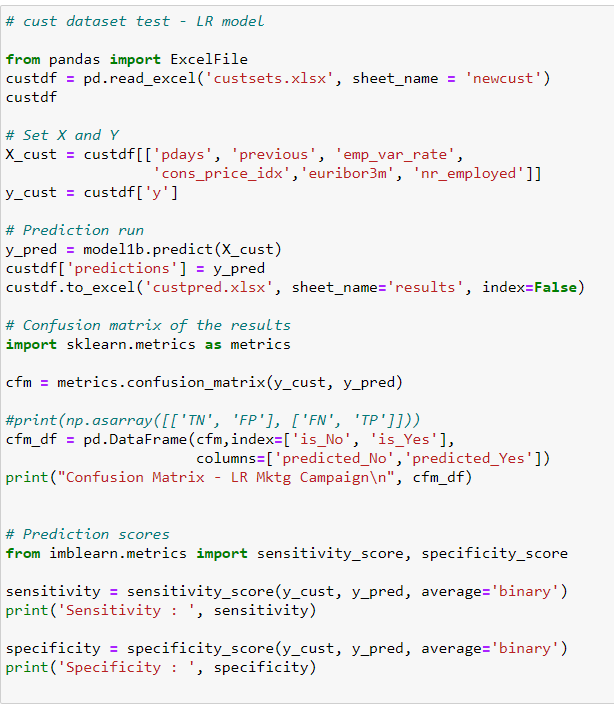 # cust dataset test - LR model
from pandas import ExcelFile
custdf = pd.read_excel('custsets.xlsx', sheet_name = 'newcust')
custdf
# Set X and Y
X_cust = custdf[['pdays', 'previous', 'emp_var_rate',
'cons_price_idx','euribor3m', 'nr_employed']]
y_cust = custdf['y']
# Prediction run
y_pred = model1b.predict(X_cust)
custdf['predictions'] = y_pred
custdf.to_excel('custpred.xlsx', sheet_name='results', index=False)
# Confusion matrix of the results
import sklearn.metrics as metrics
cfm = metrics.confusion_matrix(y_cust, y_pred)
#print(np.asarray([['TN', 'FP'], ['FN', 'TP']]))
cfm_df = pd.DataFrame(cfm,index=['is_No', 'is_Yes'],
columns=['predicted_No','predicted_Yes'])
print("Confusion Matrix - LR Mktg Campaign\n", cfm_df)
# Prediction scores
from imblearn.metrics import sensitivity_score, specificity_score
sensitivity = sensitivity_score(y_cust, y_pred, average='binary')
print('Sensitivity : ', sensitivity)
specificity = specificity_score(y_cust, y_pred, average='binary')
print('Specificity : ', specificity)